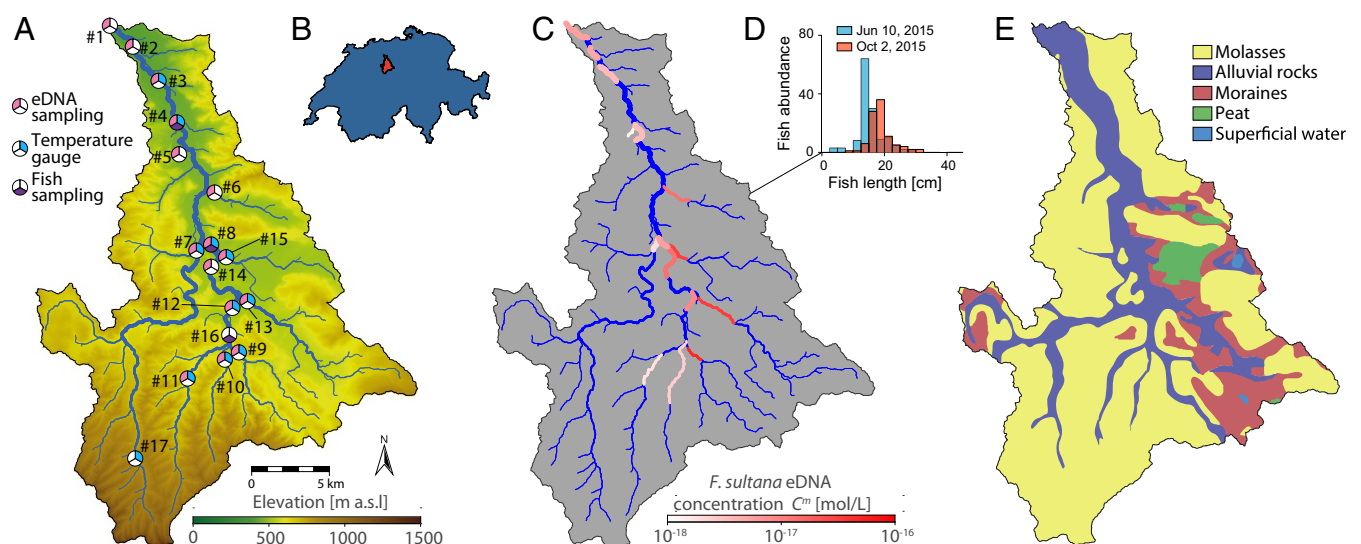 A
B
C
D
E
#1
#2
#3
#4
#5
#6
#7
#8
#15
#14
#12
#13
#16
#9
#10
#11
#17
eDNA
sampling
Temperature
gauge
Fish
sampling
N
0 5 km
Elevation [m a.s.l]
0 500 1000 1500
F. sultana eDNA
concentration Cᵐ [mol/L]
10⁻¹⁸ 10⁻¹⁷ 10⁻¹⁶
Jun 10, 2015
Oct 2, 2015
Fish abundance
80
40
0
0 20 40
Fish length [cm]
Molasses
Alluvial rocks
Moraines
Peat
Superficial water